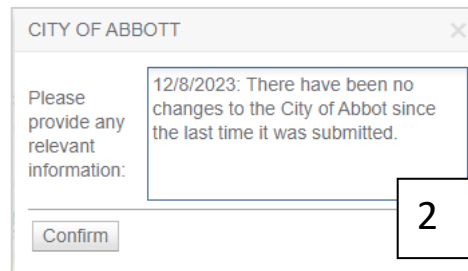 CITY OF ABBOTT
Please
provide any
relevant
information:
12/8/2023: There have been no
changes to the City of Abbot since
the last time it was submitted.
Confirm
2